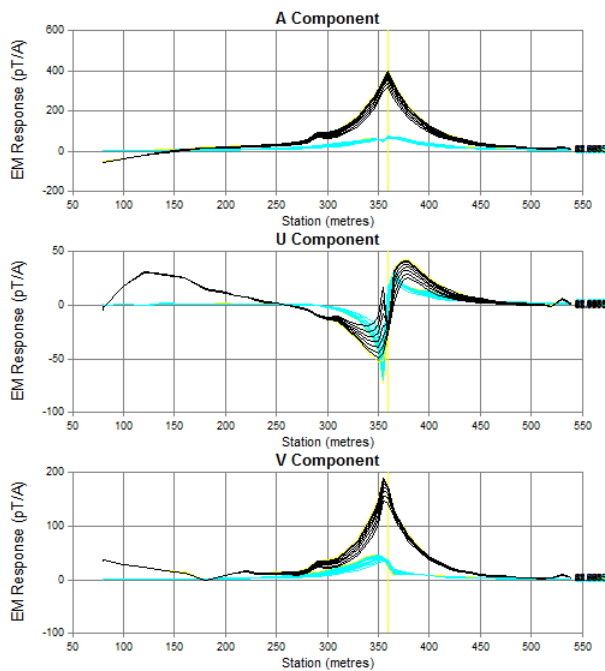 A Component
EM Response (pT/A)
600
400
200
0
-200
50 100 150 200 250 300 350 400 450 500 550
Station (metres)
U Component
EM Response (pT/A)
50
0
-50
-100
50 100 150 200 250 300 350 400 450 500 550
Station (metres)
V Component
EM Response (pT/A)
200
100
0
-100
50 100 150 200 250 300 350 400 450 500 550
Station (metres)